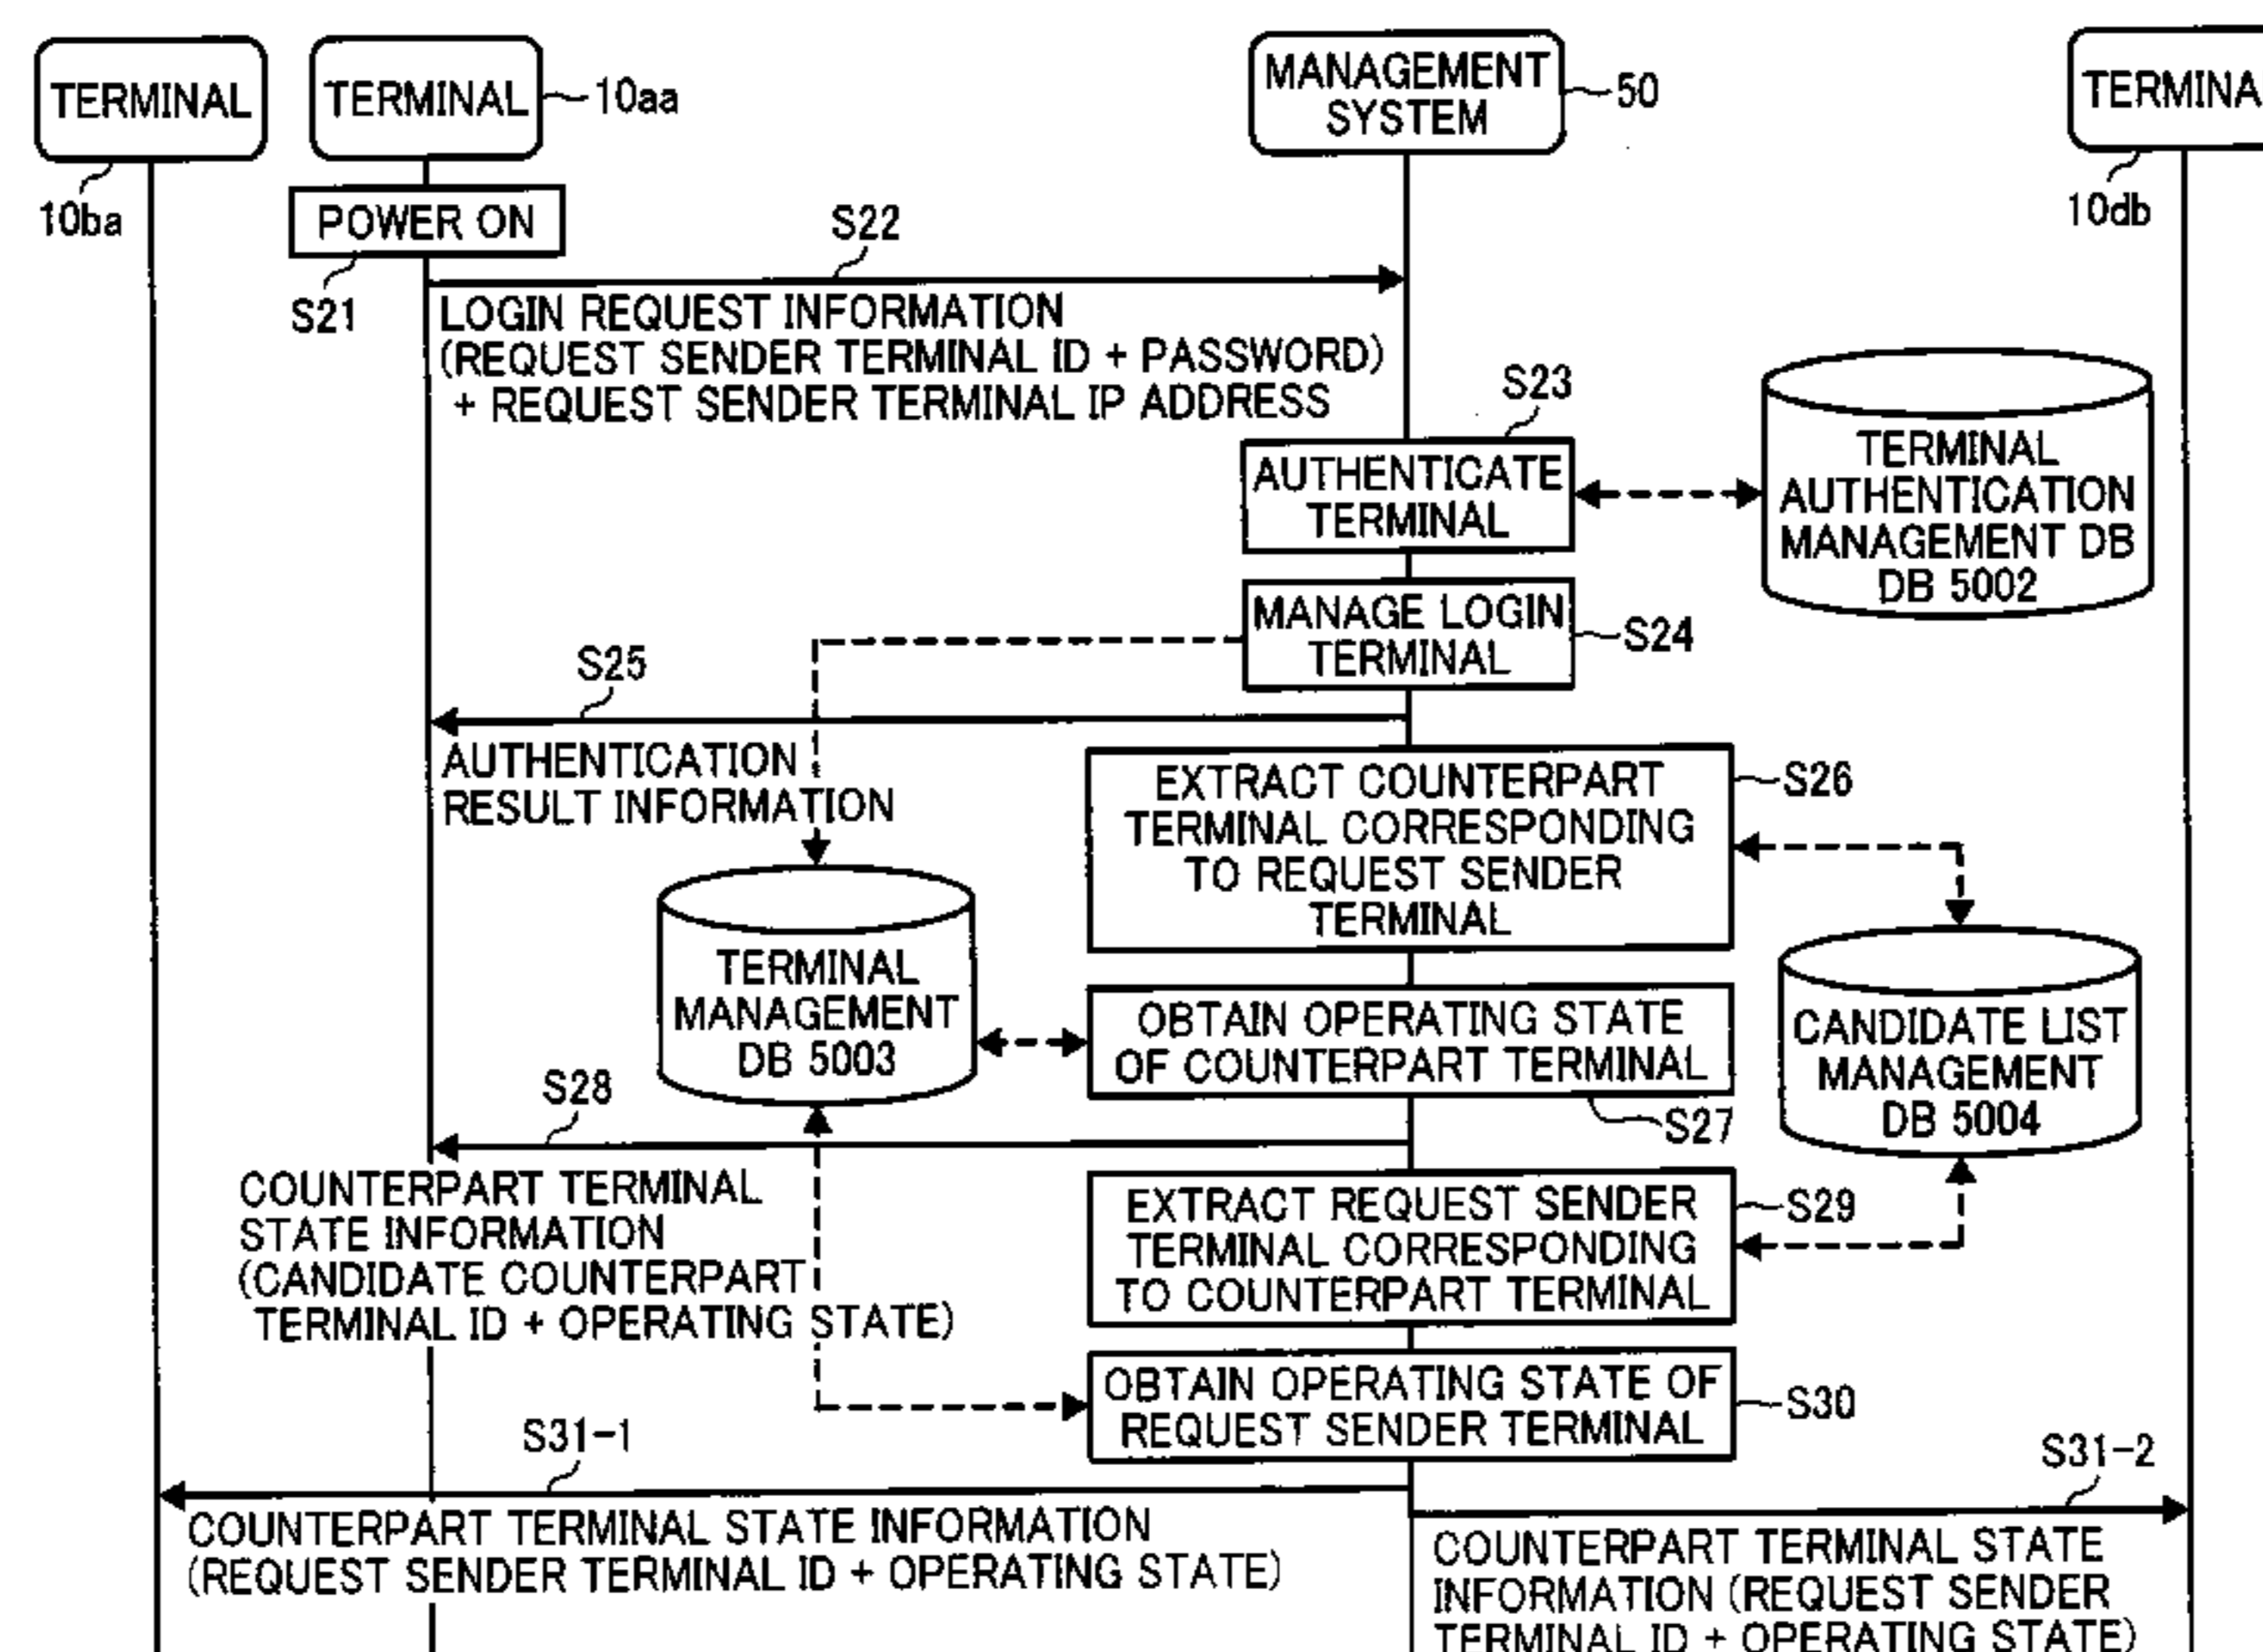 TERMINAL
10ba
TERMINAL
10aa
MANAGEMENT
SYSTEM
50
10db
POWER ON
S21
S22
LOGIN REQUEST INFORMATION
(REQUEST SENDER TERMINAL ID + PASSWORD)
+ REQUEST SENDER TERMINAL IP ADDRESS
S23
AUTHENTICATE
TERMINAL
TERMINAL
AUTHENTICATION
MANAGEMENT DB
DB 5002
MANAGE LOGIN
TERMINAL
S24
S25
AUTHENTICATION
RESULT INFORMATION
EXTRACT COUNTERPART
TERMINAL CORRESPONDING
TO REQUEST SENDER
TERMINAL
S26
TERMINAL
MANAGEMENT
DB 5003
OBTAIN OPERATING STATE
OF COUNTERPART TERMINAL
S27
CANDIDATE LIST
MANAGEMENT
DB 5004
S28
COUNTERPART TERMINAL
STATE INFORMATION
(CANDIDATE COUNTERPART
TERMINAL ID + OPERATING STATE)
EXTRACT REQUEST SENDER
TERMINAL CORRESPONDING
TO COUNTERPART TERMINAL
S29
OBTAIN OPERATING STATE OF
REQUEST SENDER TERMINAL
S30
S31-1
COUNTERPART TERMINAL STATE INFORMATION
(REQUEST SENDER TERMINAL ID + OPERATING STATE)
S31-2
COUNTERPART TERMINAL STATE
INFORMATION (REQUEST SENDER
TERMINAL ID + OPERATING STATE)